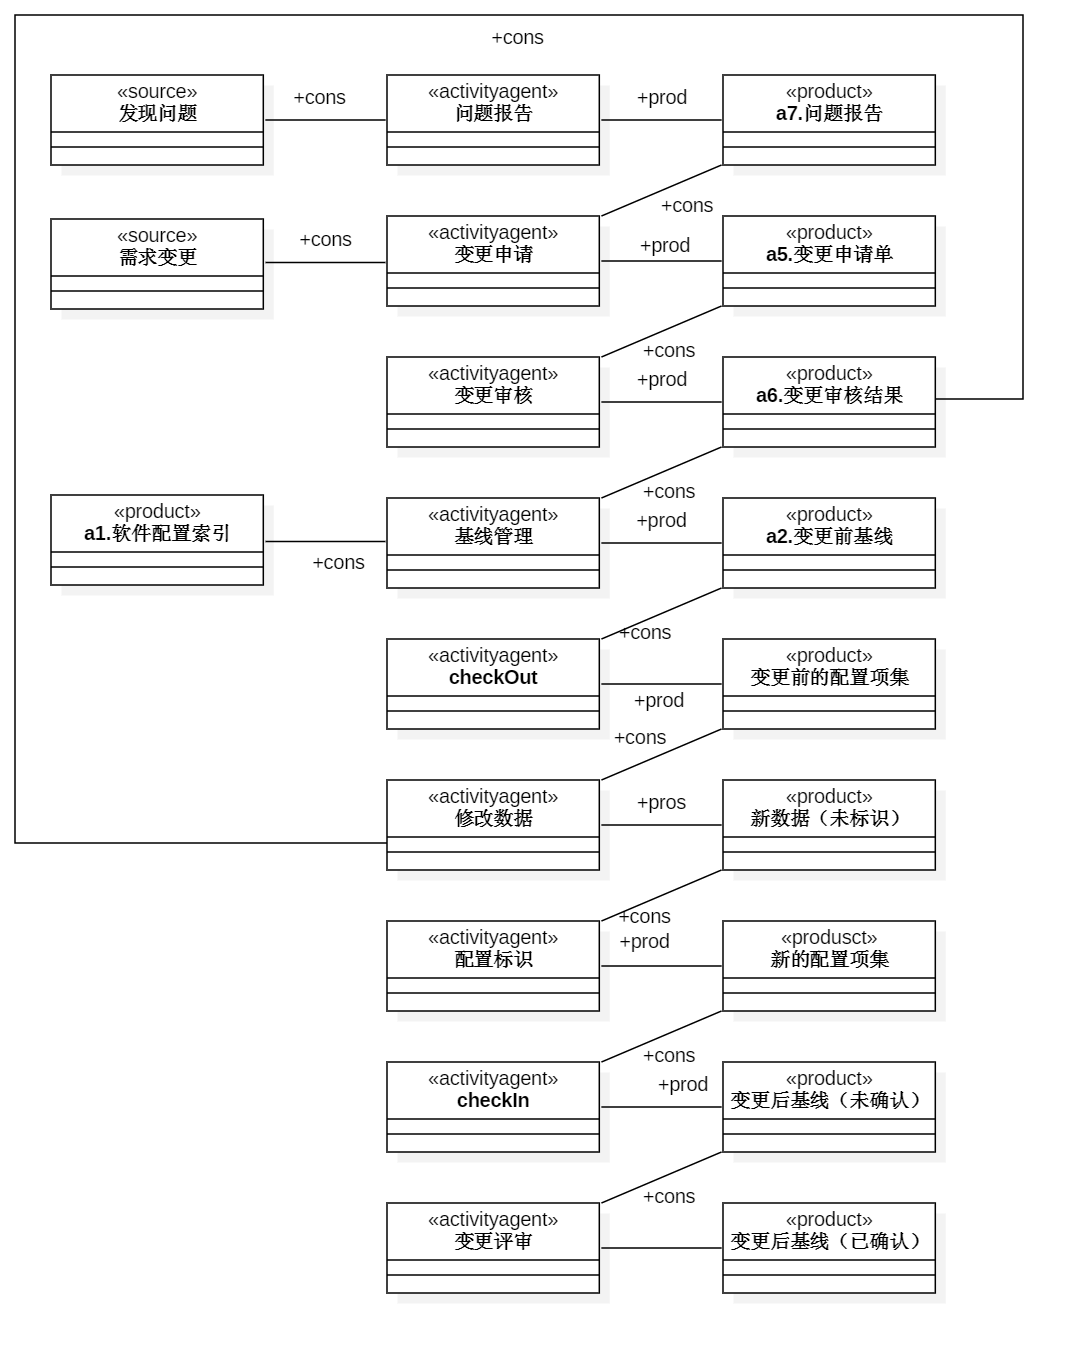 +cons
«source»
发现问题
+cons
«activityagent»
问题报告
+prod
«product»
a7.问题报告
+cons
«source»
需求变更
+cons
«activityagent»
变更申请
+prod
«product»
a5.变更申请单
+cons
«activityagent»
变更审核
+prod
«product»
a6.变更审核结果
+cons
«product»
a1.软件配置索引
+cons
«activityagent»
基线管理
+prod
«product»
a2.变更前基线
+cons
«activityagent»
checkOut
+prod
«product»
变更前的配置项集
+cons
«activityagent»
修改数据
+pros
«product»
新数据（未标识）
+cons
«activityagent»
配置标识
+prod
«produsct»
新的配置项集
+cons
«activityagent»
checkIn
+prod
«product»
变更后基线（未确认）
+cons
«activityagent»
变更评审
«product»
变更后基线（已确认）